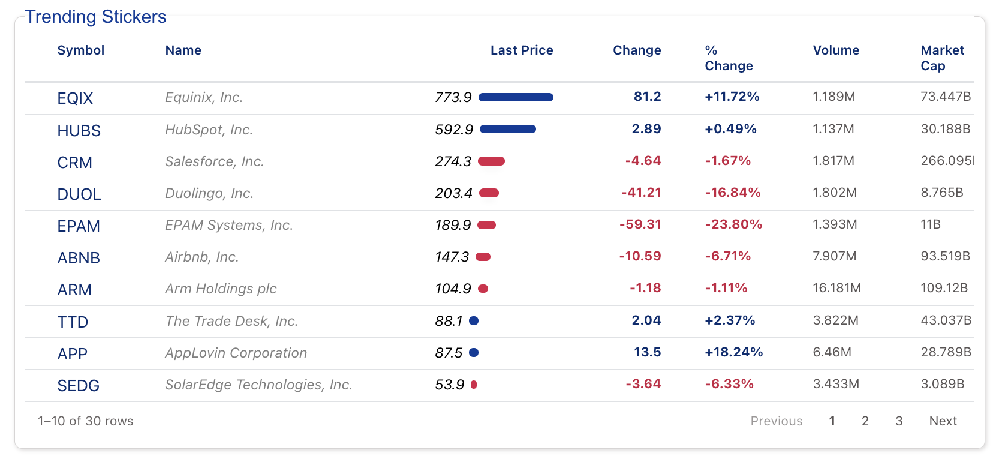 Trending Stickers
Symbol Name Last Price Change % Change Volume Market Cap
EQIX Equinix, Inc. 773.9 81.2 +11.72% 1.189M 73.447B
HUBS HubSpot, Inc. 592.9 2.89 +0.49% 1.137M 30.188B
CRM Salesforce, Inc. 274.3 -4.64 -1.67% 1.817M 266.095
DUOL Duolingo, Inc. 203.4 -41.21 -16.84% 1.802M 8.765B
EPAM EPAM Systems, Inc. 189.9 -59.31 -23.80% 1.393M 11B
ABNB Airbnb, Inc. 147.3 -10.59 -6.71% 7.907M 93.519B
ARM Arm Holdings plc 104.9 -1.18 -1.11% 16.181M 109.12B
TTD The Trade Desk, Inc. 88.1 2.04 +2.37% 3.822M 43.037B
APP AppLovin Corporation 87.5 13.5 +18.24% 6.46M 28.789B
SEDG SolarEdge Technologies, Inc. 53.9 -3.64 -6.33% 3.433M 3.089B
1–10 of 30 rows Previous 1 2 3 Next